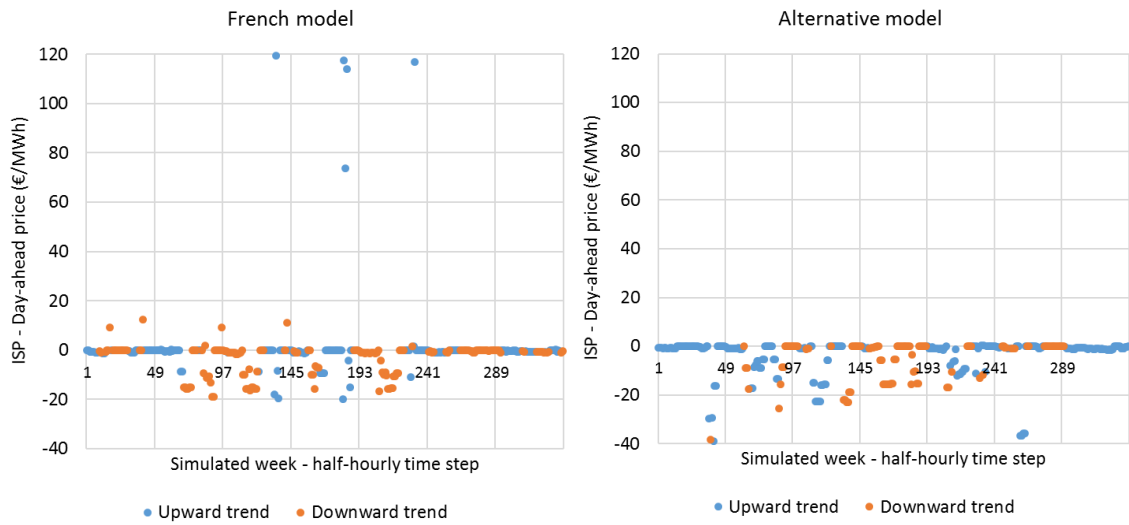 French model
ISP - Day-ahead price (€/MWh)
120
100
80
60
40
20
0
-20
-40
1 49 97 145 193 241 289
Simulated week - half-hourly time step
Upward trend Downward trend
Alternative model
ISP - Day-ahead price (€/MWh)
120
100
80
60
40
20
0
-20
-40
1 49 97 145 193 241 289
Simulated week - half-hourly time step
Upward trend Downward trend